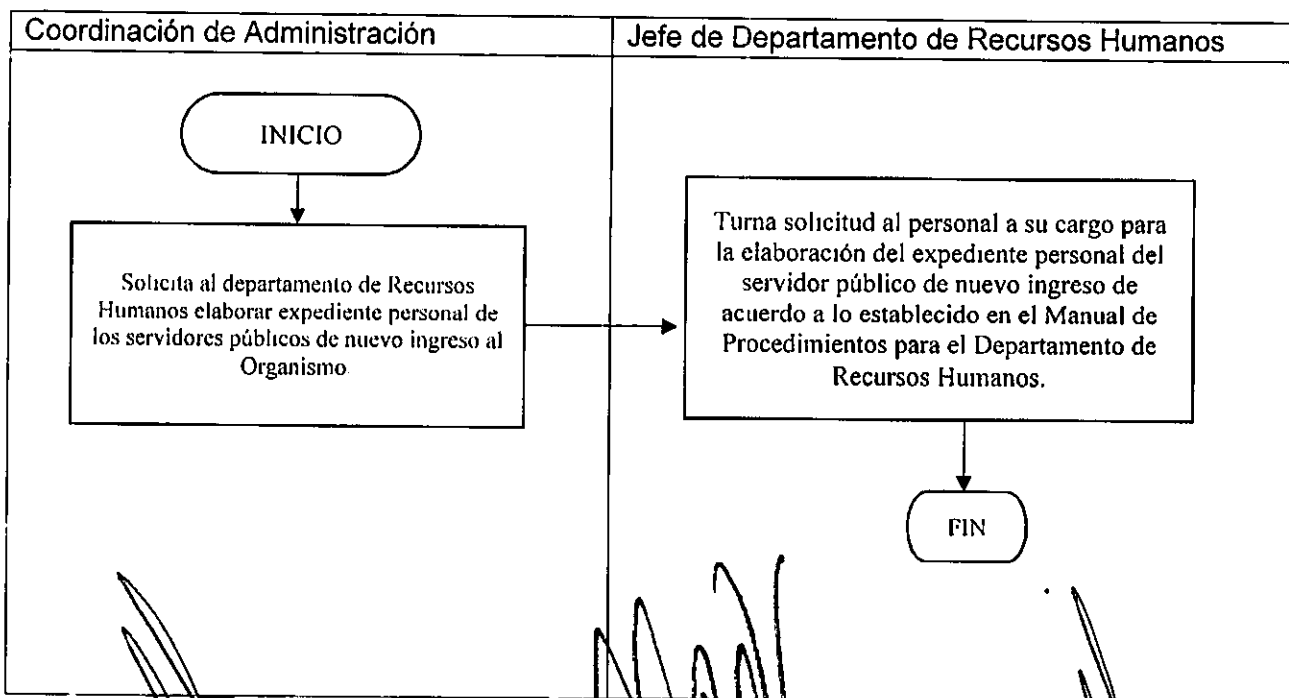 Coordinación de Administración
Jefe de Departamento de Recursos Humanos
INICIO
Solicita al departamento de Recursos
Humanos elaborar expediente personal de
los servidores públicos de nuevo ingreso al
Organismo
Turna solicitud al personal a su cargo para
la elaboración del expediente personal del
servidor público de nuevo ingreso de
acuerdo a lo establecido en el Manual de
Procedimientos para el Departamento de
Recursos Humanos.
FIN